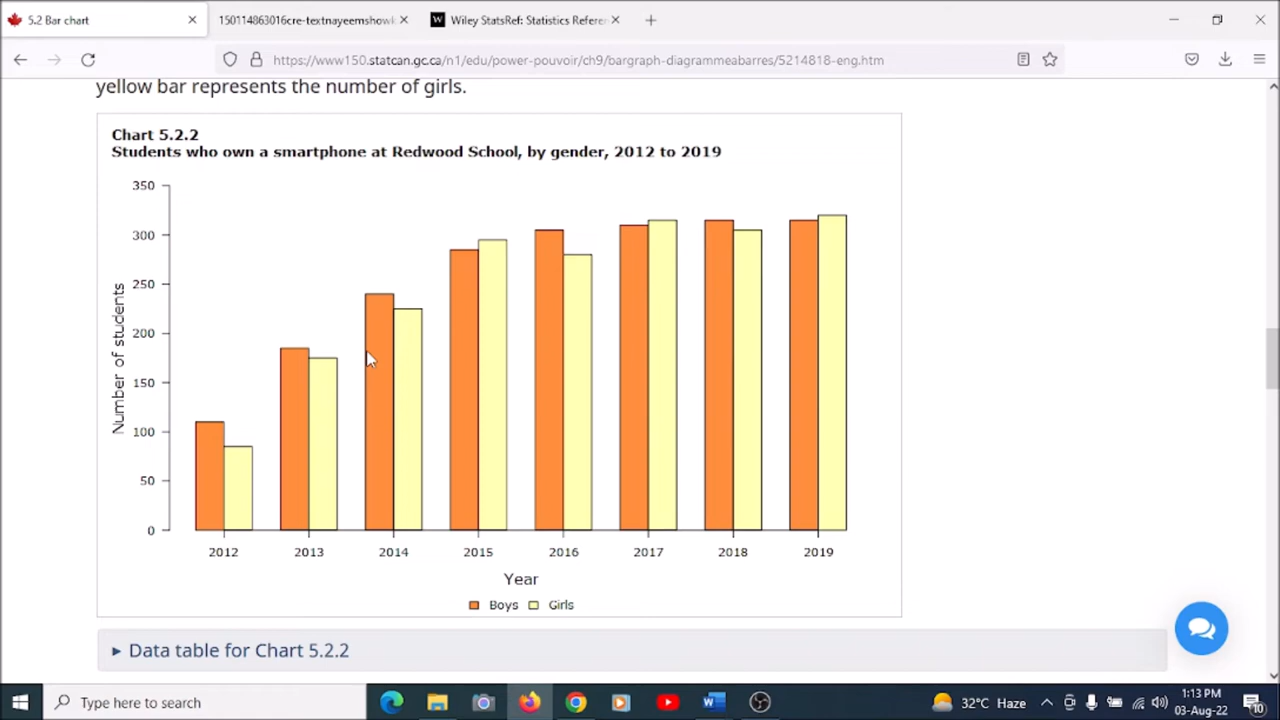 5.2 Bar chart
150114863016cre-textnayeemshowk
Wiley StatsRef: Statistics Referen
https://www150.statcan.gc.ca/n1/edu/power-pouvoir/ch9/bargraph-diagrammeabarres/5214818-eng.htm
yellow bar represents the number of girls.
Chart 5.2.2
Students who own a smartphone at Redwood School, by gender, 2012 to 2019
350
300
250
200
150
100
50
0
Number of students
2012 2013 2014 2015 2016 2017 2018 2019
Year
Boys Girls
Data table for Chart 5.2.2
Type here to search
32°C Haze
1:13 PM
03-Aug-22
10